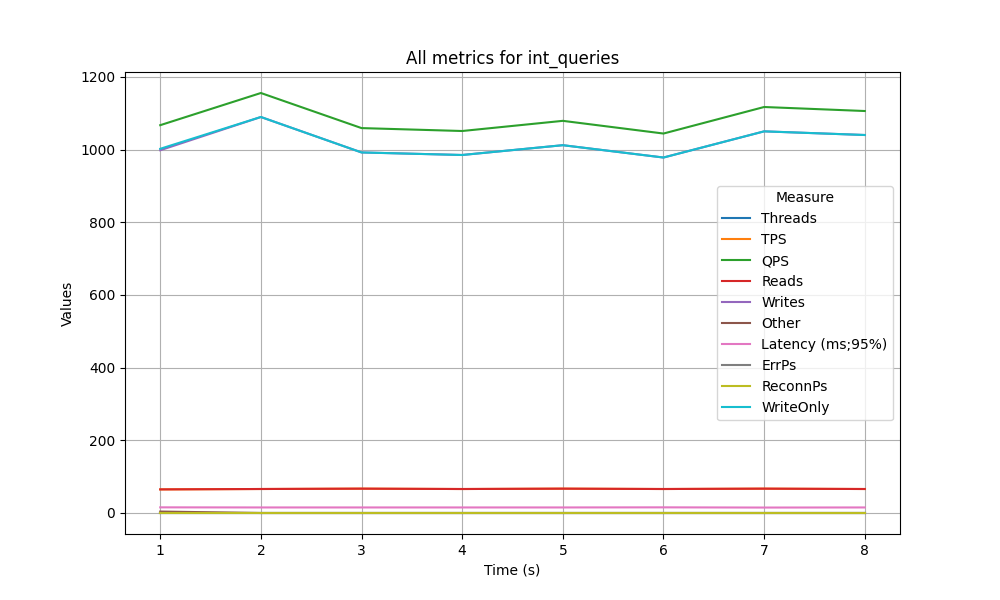 All metrics for int_queries
1200
1000
800
600
400
200
0
Values
1 2 3 4 5 6 7 8
Time (s)
Measure
Threads
TPS
QPS
Reads
Writes
Other
Latency (ms;95%)
ErrPs
ReconnPs
WriteOnly